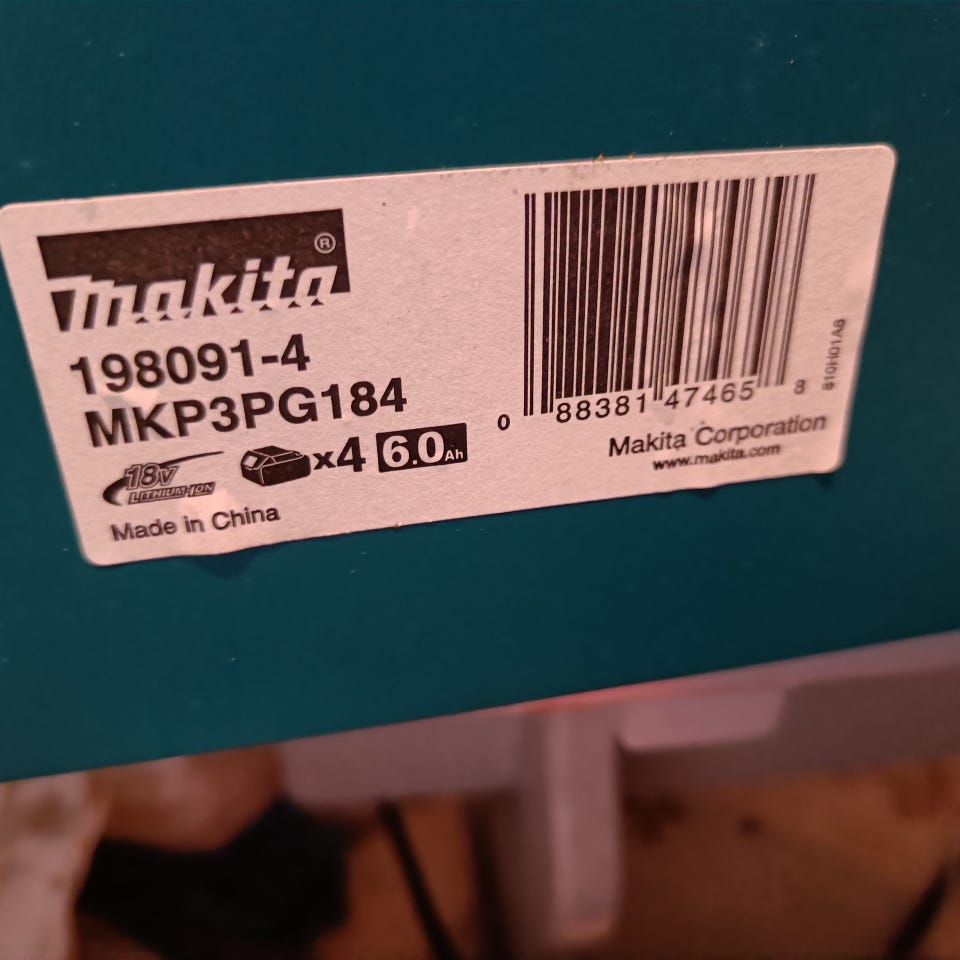 makita®
198091-4
MKP3PG184
18V
LITHIUM-ION
x4 6.0Ah
Made in China
0 88381 47465 8
810H01A6
Makita Corporation
www.makita.com